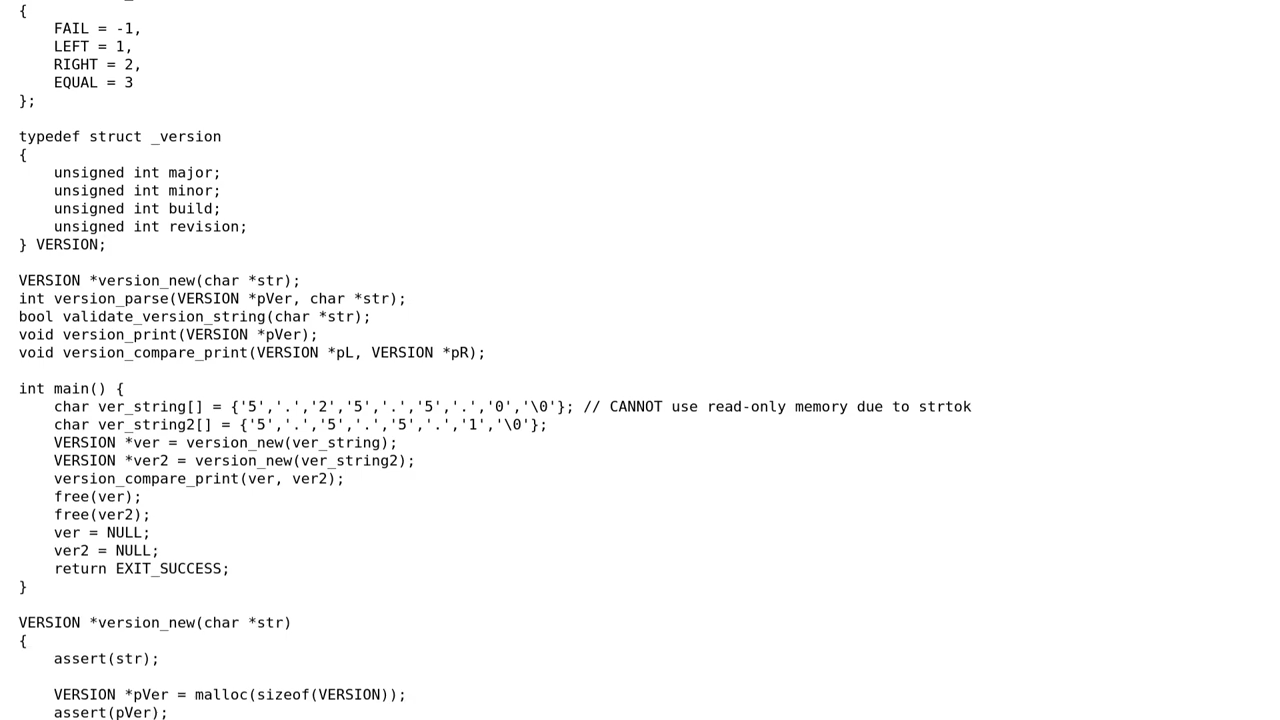 {
    FAIL = -1,
    LEFT = 1,
    RIGHT = 2,
    EQUAL = 3
};

typedef struct _version
{
    unsigned int major;
    unsigned int minor;
    unsigned int build;
    unsigned int revision;
} VERSION;

VERSION *version_new(char *str);
int version_parse(VERSION *pVer, char *str);
bool validate_version_string(char *str);
void version_print(VERSION *pVer);
void version_compare_print(VERSION *pL, VERSION *pR);

int main() {
    char ver_string[] = {'5','.','2','5','.','5','.','0','\0'}; // CANNOT use read-only memory due to strtok
    char ver_string2[] = {'5','.','5','.','5','.','1','\0'};
    VERSION *ver = version_new(ver_string);
    VERSION *ver2 = version_new(ver_string2);
    version_compare_print(ver, ver2);
    free(ver);
    free(ver2);
    ver = NULL;
    ver2 = NULL;
    return EXIT_SUCCESS;
}

VERSION *version_new(char *str)
{
    assert(str);

    VERSION *pVer = malloc(sizeof(VERSION));
    assert(pVer);